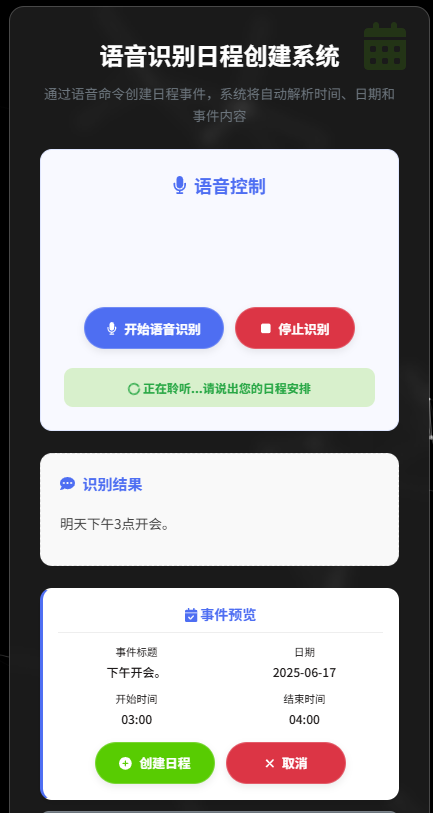 语音识别日程创建系统
通过语音命令创建日程事件，系统将自动解析时间、日期和
事件内容
语音控制
开始语音识别 停止识别
正在聆听...请说出您的日程安排
识别结果
明天下午3点开会。
事件预览
事件标题 日期
下午开会。 2025-06-17
开始时间 结束时间
03:00 04:00
创建日程 取消